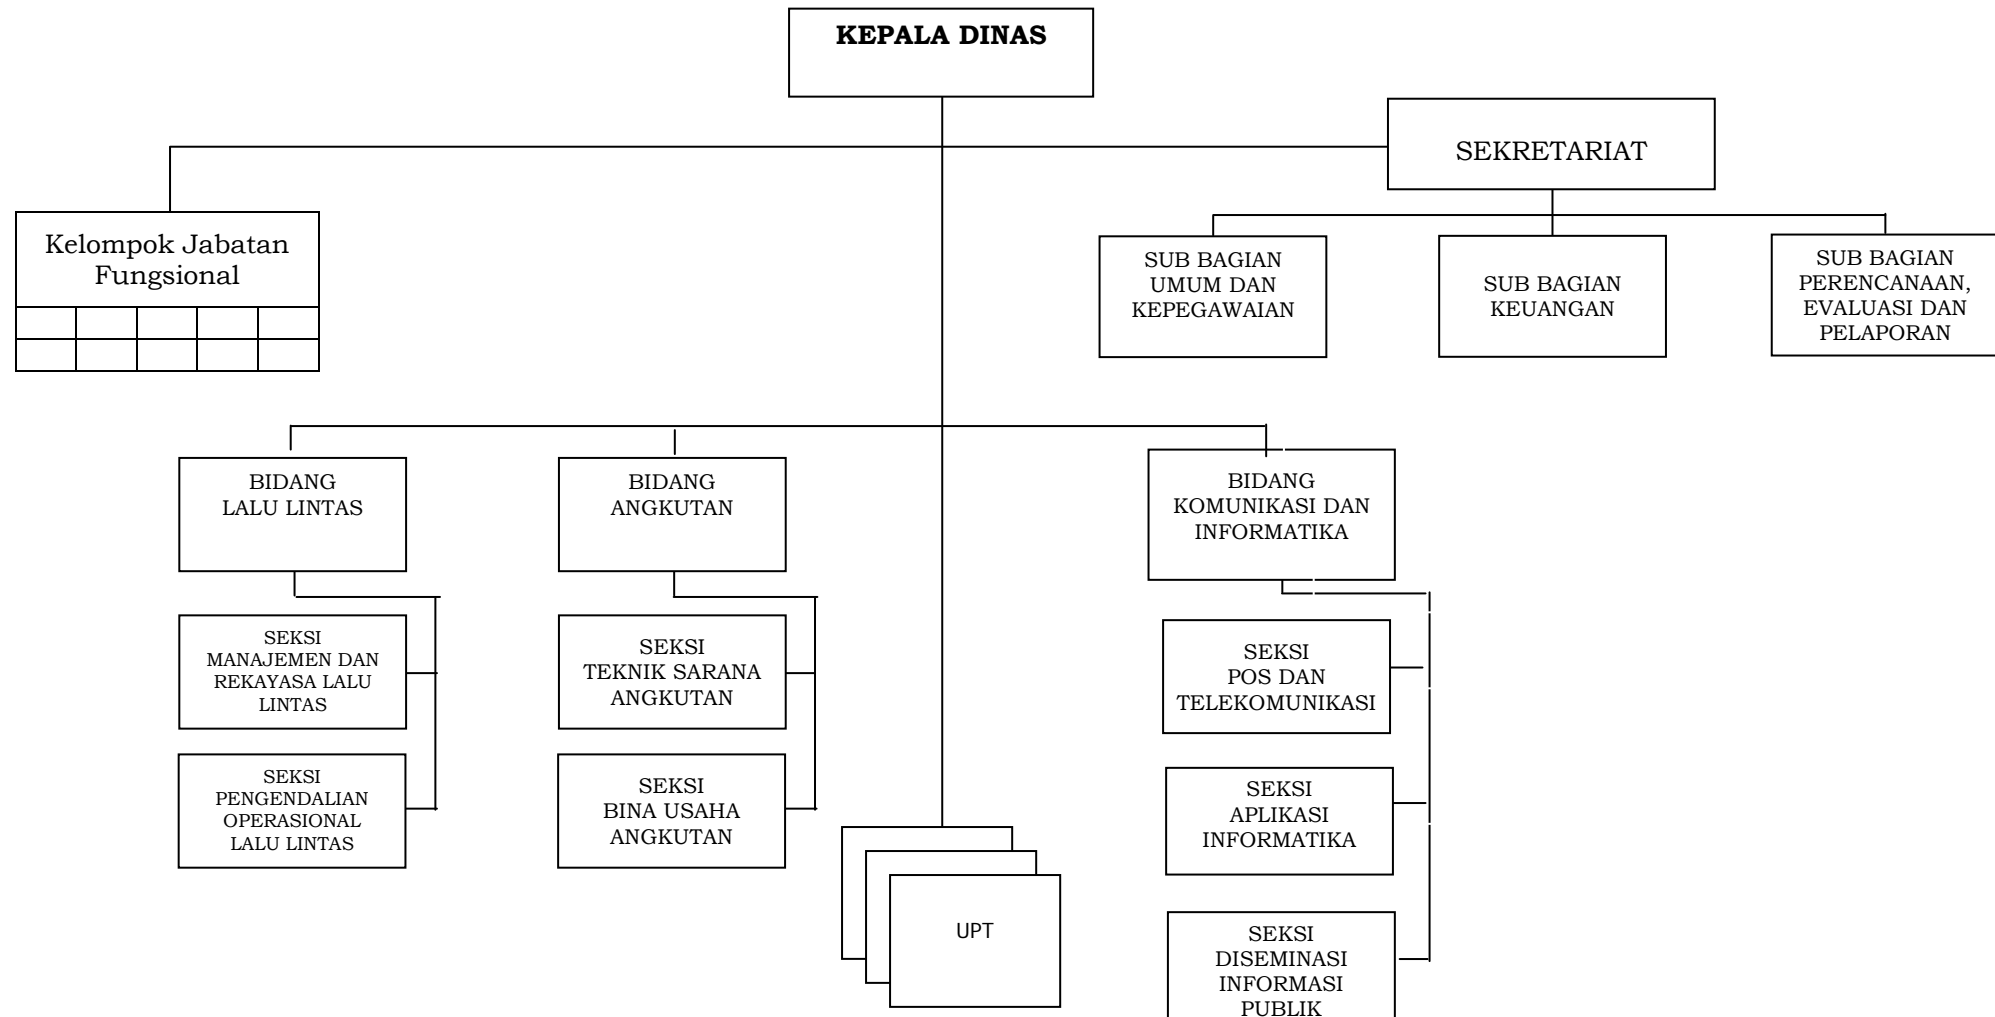 KEPALA DINAS
SEKRETARIAT
Kelompok Jabatan
Fungsional
SUB BAGIAN
UMUM DAN
KEPEGAWAIAN
SUB BAGIAN
KEUANGAN
SUB BAGIAN
PERENCANAAN,
EVALUASI DAN
PELAPORAN
BIDANG
LALU LINTAS
BIDANG
ANGKUTAN
BIDANG
KOMUNIKASI DAN
INFORMATIKA
SEKSI
MANAJEMEN DAN
REKAYASA LALU
LINTAS
SEKSI
TEKNIK SARANA
ANGKUTAN
SEKSI
POS DAN
TELEKOMUNIKASI
SEKSI
PENGENDALIAN
OPERASIONAL
LALU LINTAS
SEKSI
BINA USAHA
ANGKUTAN
SEKSI
APLIKASI
INFORMATIKA
UPT
SEKSI
DISEMINASI
INFORMASI
PUBLIK